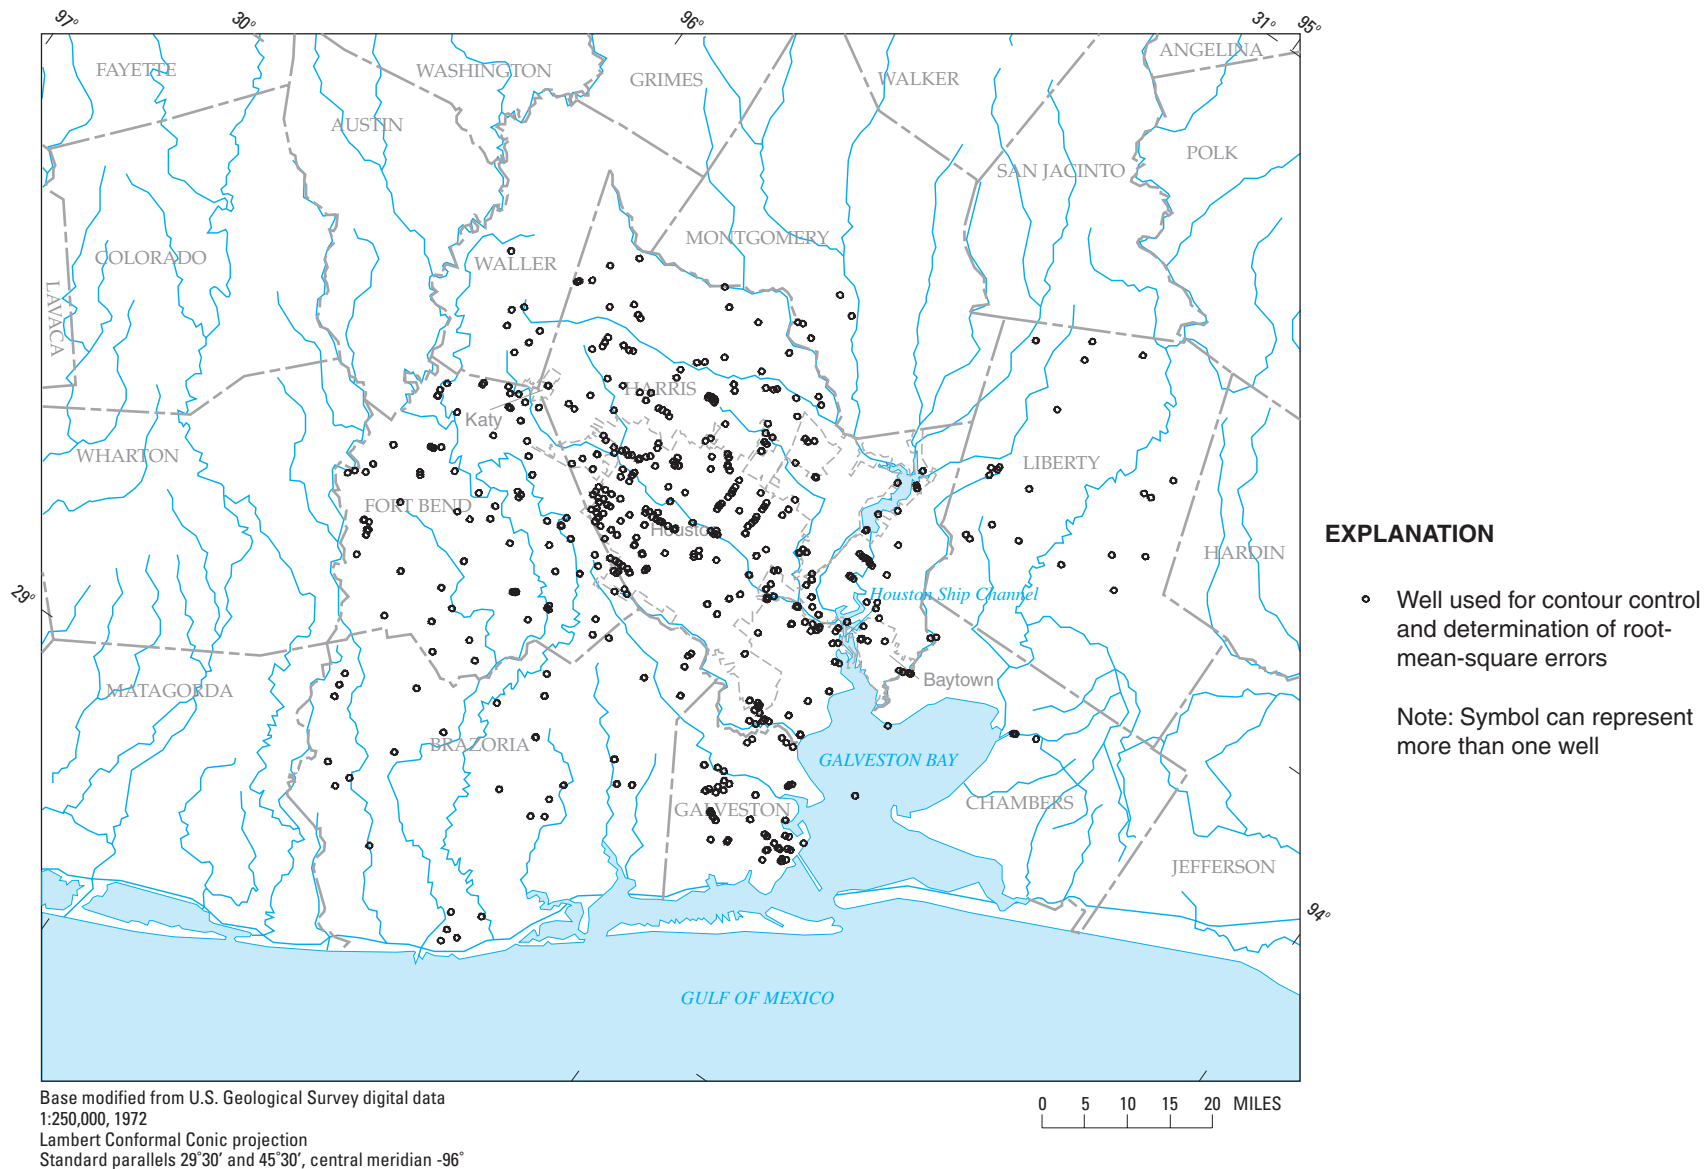 97°
30°
96°
31°
95°
ANGELINA
FAYETTE
WASHINGTON
GRIMES
WALKER
AUSTIN
POLK
SAN JACINTO
MONTGOMERY
COLORADO
WALLER
LAVACA
HARRIS
Katy
WHARTON
LIBERTY
FORT BEND
Houston
HARDIN
29°
Houston Ship Channel
Baytown
MATAGORDA
BRAZORIA
GALVESTON BAY
GALVESTON
CHAMBERS
JEFFERSON
94°
GULF OF MEXICO
EXPLANATION
Well used for contour control
and determination of root-
mean-square errors
Note: Symbol can represent
more than one well
Base modified from U.S. Geological Survey digital data
1:250,000, 1972
Lambert Conformal Conic projection
Standard parallels 29°30′ and 45°30′, central meridian -96°
0 5 10 15 20 MILES